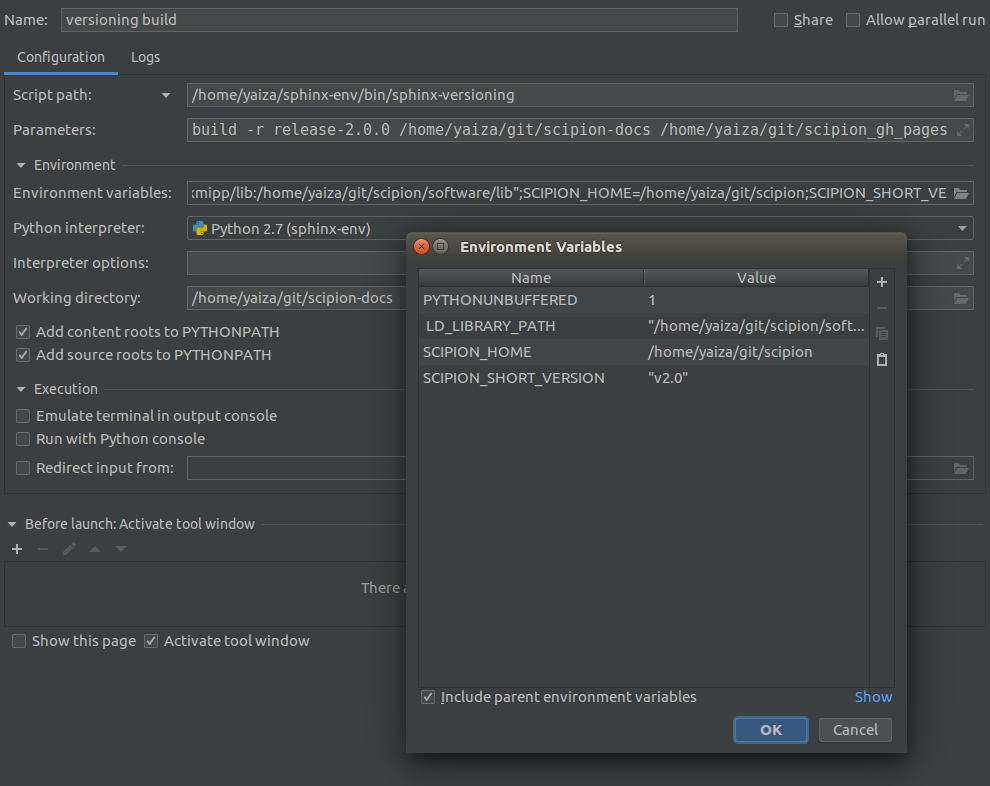 Name: versioning build Share Allow parallel run
Configuration Logs
Script path: /home/yaiza/sphinx-env/bin/sphinx-versioning
Parameters: build -r release-2.0.0 /home/yaiza/git/scipion-docs /home/yaiza/git/scipion_gh_pages
Environment
Environment variables: mipp/lib:/home/yaiza/git/scipion/software/lib";SCIPION_HOME=/home/yaiza/git/scipion;SCIPION_SHORT_VE
Python interpreter: Python 2.7 (sphinx-env)
Interpreter options:
Working directory: /home/yaiza/git/scipion-docs
Add content roots to PYTHONPATH
Add source roots to PYTHONPATH
Execution
Emulate terminal in output console
Run with Python console
Redirect input from:
Before launch: Activate tool window
There a
Show this page Activate tool window
Environment Variables
Name Value
PYTHONUNBUFFERED 1
LD_LIBRARY_PATH "/home/yaiza/git/scipion/soft...
SCIPION_HOME /home/yaiza/git/scipion
SCIPION_SHORT_VERSION "v2.0"
Include parent environment variables Show
OK Cancel